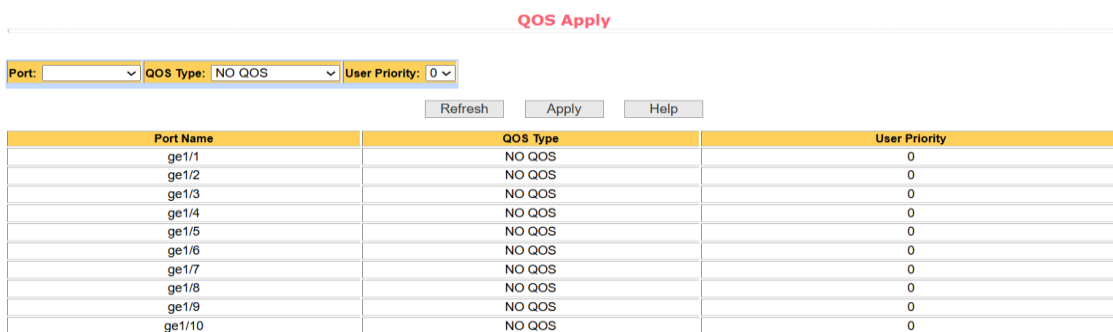 QOS Apply
Port: QOS Type: NO QOS User Priority: 0
Refresh Apply Help
Port Name QOS Type User Priority
ge1/1 NO QOS 0
ge1/2 NO QOS 0
ge1/3 NO QOS 0
ge1/4 NO QOS 0
ge1/5 NO QOS 0
ge1/6 NO QOS 0
ge1/7 NO QOS 0
ge1/8 NO QOS 0
ge1/9 NO QOS 0
ge1/10 NO QOS 0